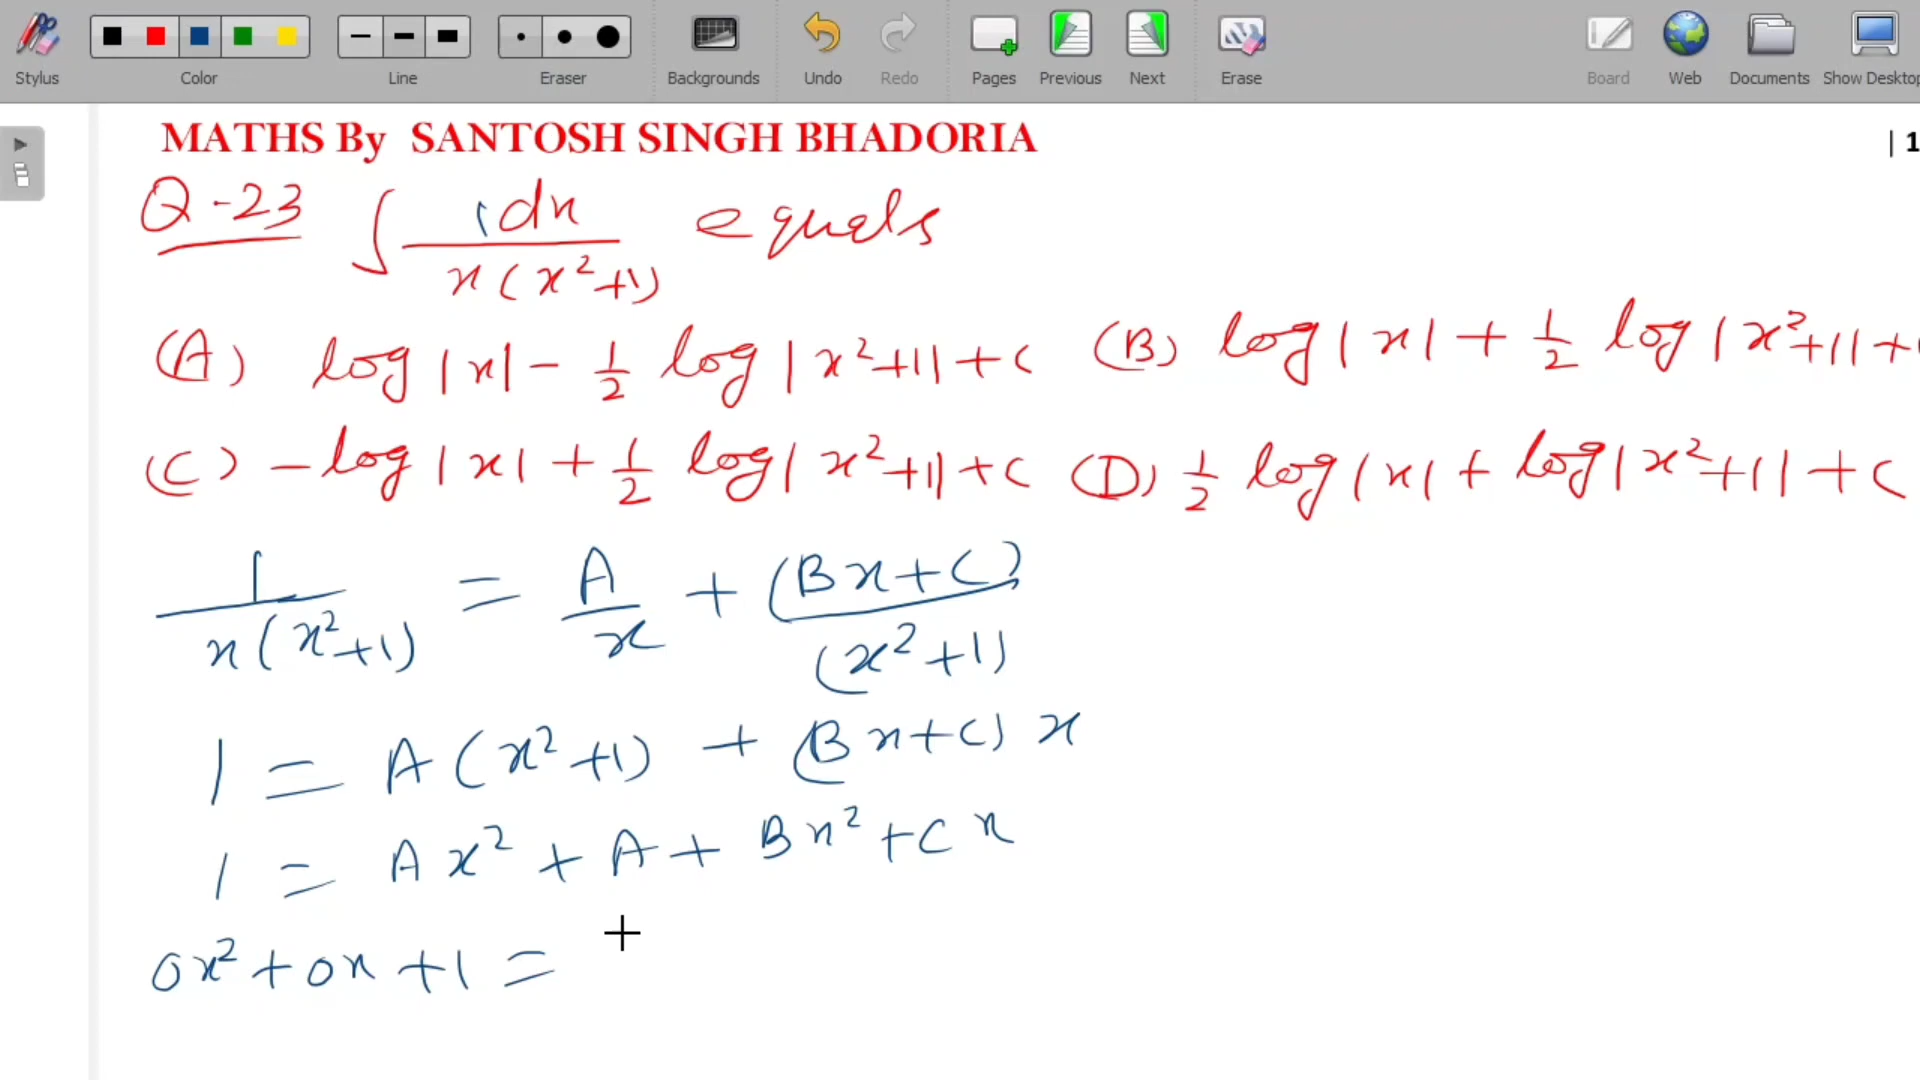 Stylus Color Line Eraser Backgrounds Undo Redo Pages Previous Next Erase Board Web Documents Show Desktop
MATHS By SANTOSH SINGH BHADORIA | 1
Q-23 ∫ 1dx / x(x²+1) equals
(A) log|x| - 1/2 log|x²+1|+C (B) log|x| + 1/2 log|x²+1|+C
(C) -log|x| + 1/2 log|x²+1|+C (D) 1/2 log|x| + log|x²+1| + C
1 / x(x²+1) = A / x + (Bx+C) / (x²+1)
1 = A(x²+1) + (Bx+C)x
1 = Ax² + A + Bx² + Cx
0x² + 0x + 1 =